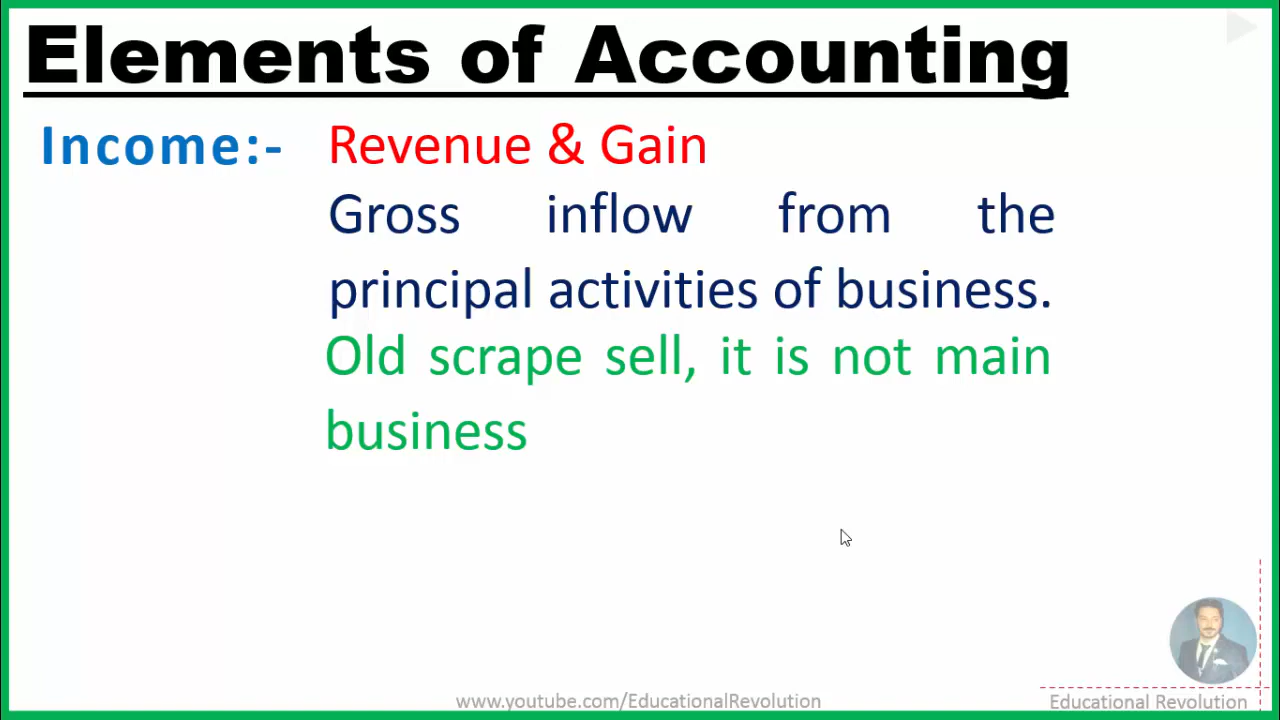 Elements of Accounting
Income:- Revenue & Gain
Gross inflow from the
principal activities of business.
Old scrape sell, it is not main
business
www.youtube.com/EducationalRevolution
Educational Revolution